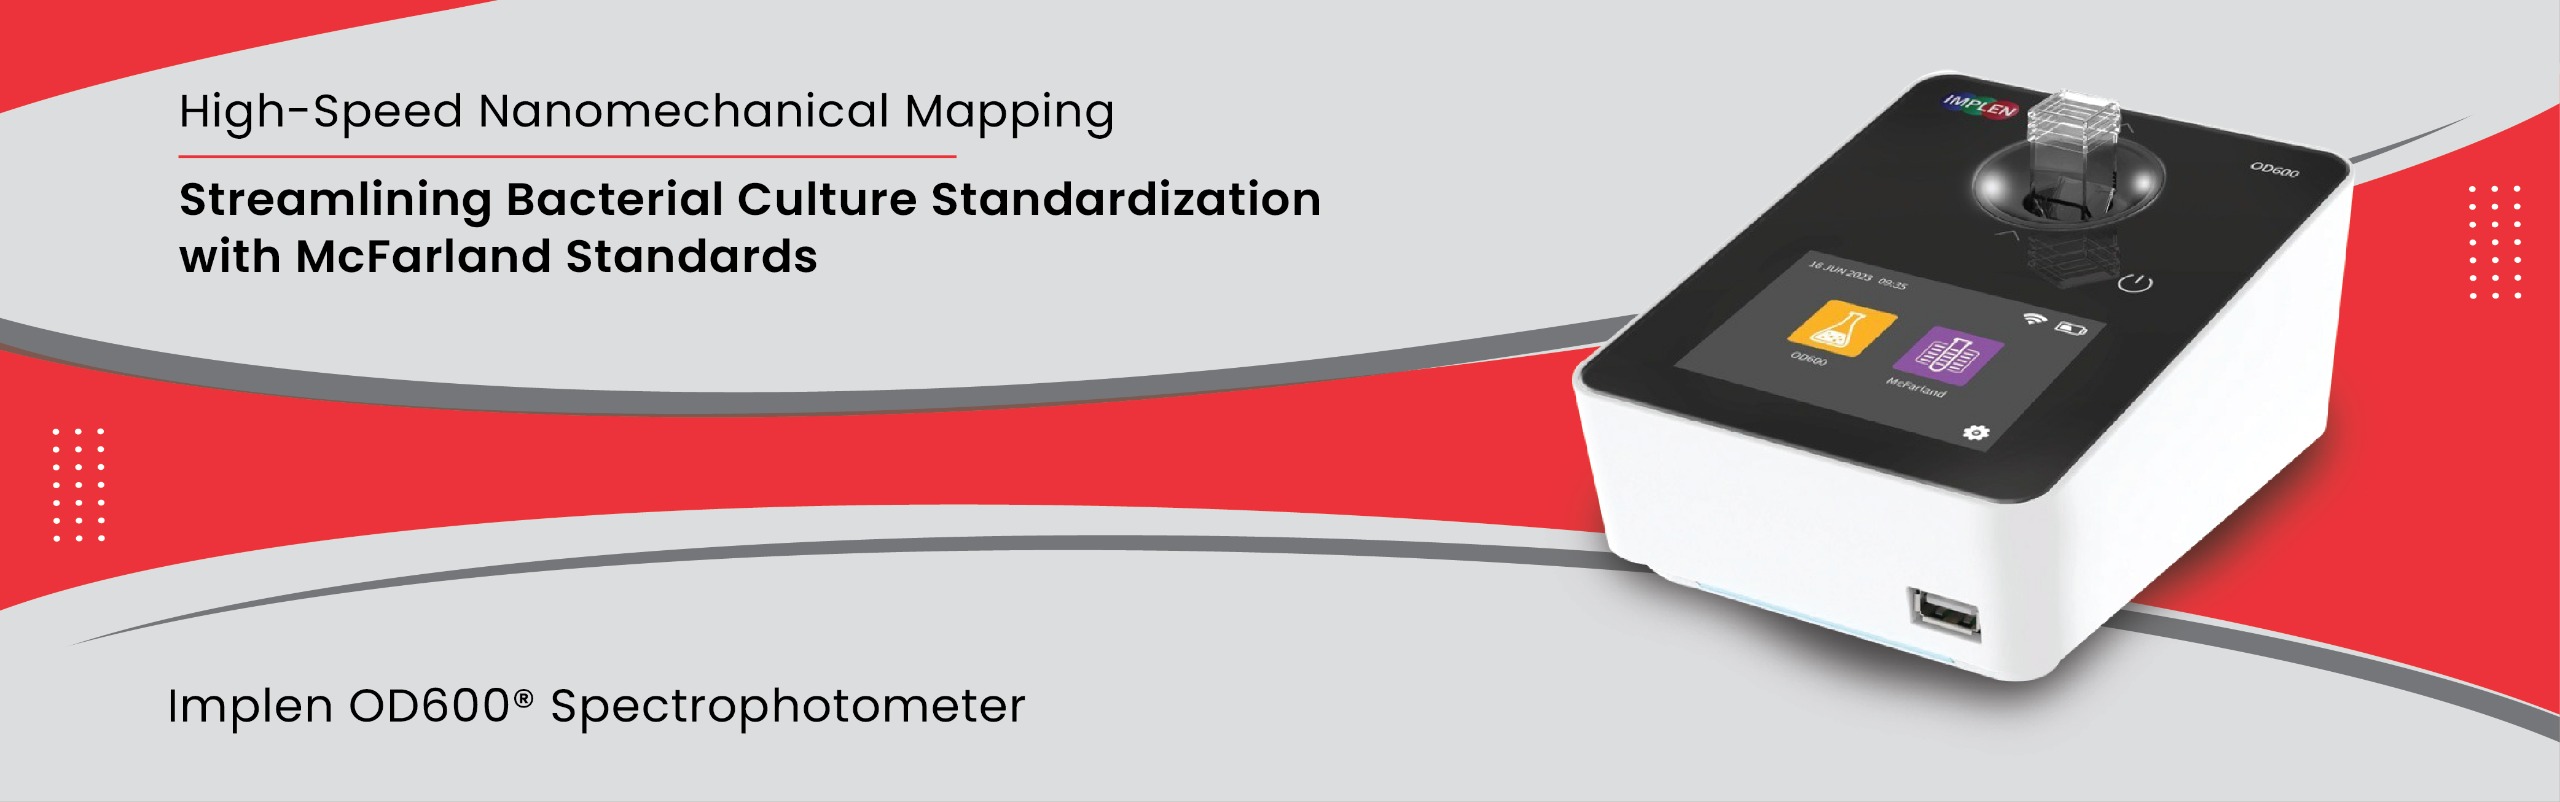 High-Speed Nanomechanical Mapping
Streamlining Bacterial Culture Standardization
with McFarland Standards
IMPLEN
OD600
16 JUN 2023 09:35
OD600
McFarland
Implen OD600® Spectrophotometer